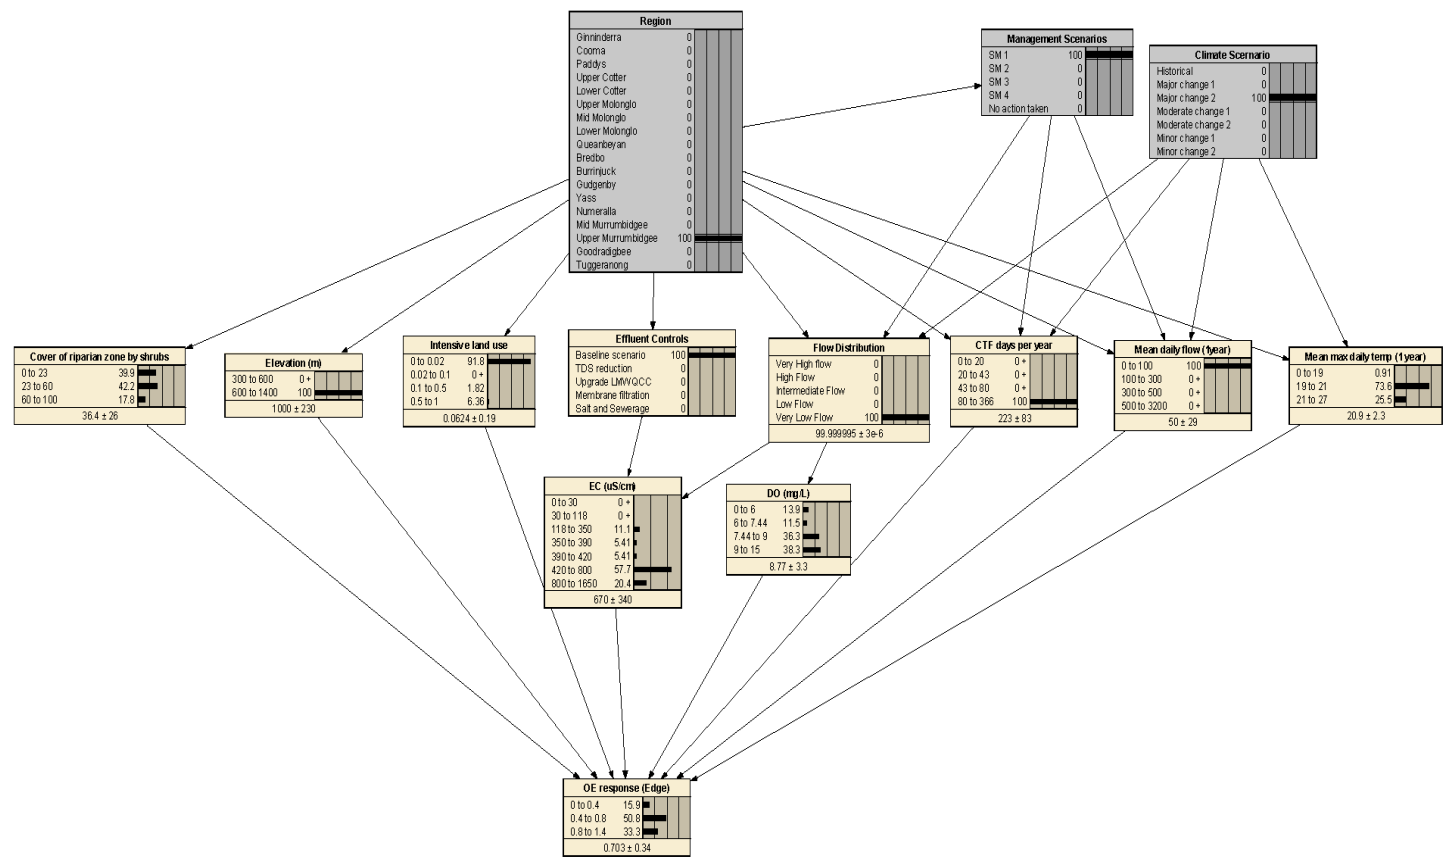 Region
Ginninderra 0
Cooma 0
Paddys 0
Upper Cotter 0
Lower Cotter 0
Upper Molonglo 0
Mid Molonglo 0
Lower Molonglo 0
Queanbeyan 0
Bredbo 0
Burrinjuck 0
Gudgenby 0
Yass 0
Numeralla 0
Mid Murrumbidgee 0
Upper Murrumbidgee 100
Goodradigbee 0
Tuggeranong 0
Management Scenarios
SM 1 100
SM 2 0
SM 3 0
SM 4 0
No action taken 0
Climate Scernario
Historical 0
Major change 1 0
Major change 2 100
Moderate change 1 0
Moderate change 2 0
Minor change 1 0
Minor change 2 0
Cover of riparian zone by shrubs
0 to 23 39.9
23 to 60 42.2
60 to 100 17.8
36.4 ± 26
Elevation (m)
300 to 600 0 +
600 to 1400 100
1000 ± 230
Intensive land use
0 to 0.02 91.8
0.02 to 0.1 0 +
0.1 to 0.5 1.82
0.5 to 1 6.36
0.0624 ± 0.19
Effluent Controls
Baseline scenario 100
TDS reduction 0
Upgrade LMWQCC 0
Membrane filtration 0
Salt and Sewerage 0
Flow Distribution
Very High flow 0
High Flow 0
Intermediate Flow 0
Low Flow 0
Very Low Flow 100
99.999995 ± 3e-6
CTF days per year
0 to 20 0 +
20 to 43 0 +
43 to 80 0 +
80 to 366 100
223 ± 83
Mean daily flow (1year)
0 to 100 100
100 to 300 0 +
300 to 500 0 +
500 to 3200 0 +
50 ± 29
Mean max daily temp (1 year)
0 to 19 0.91
19 to 21 73.6
21 to 27 25.5
20.9 ± 2.3
EC (uS/cm)
0 to 30 0 +
30 to 118 0 +
118 to 350 11.1
350 to 390 5.41
390 to 420 5.41
420 to 800 57.7
800 to 1650 20.4
670 ± 340
DO (mg/L)
0 to 6 13.9
6 to 7.44 11.5
7.44 to 9 36.3
9 to 15 38.3
8.77 ± 3.3
OE response (Edge)
0 to 0.4 15.9
0.4 to 0.8 50.8
0.8 to 1.4 33.3
0.703 ± 0.34